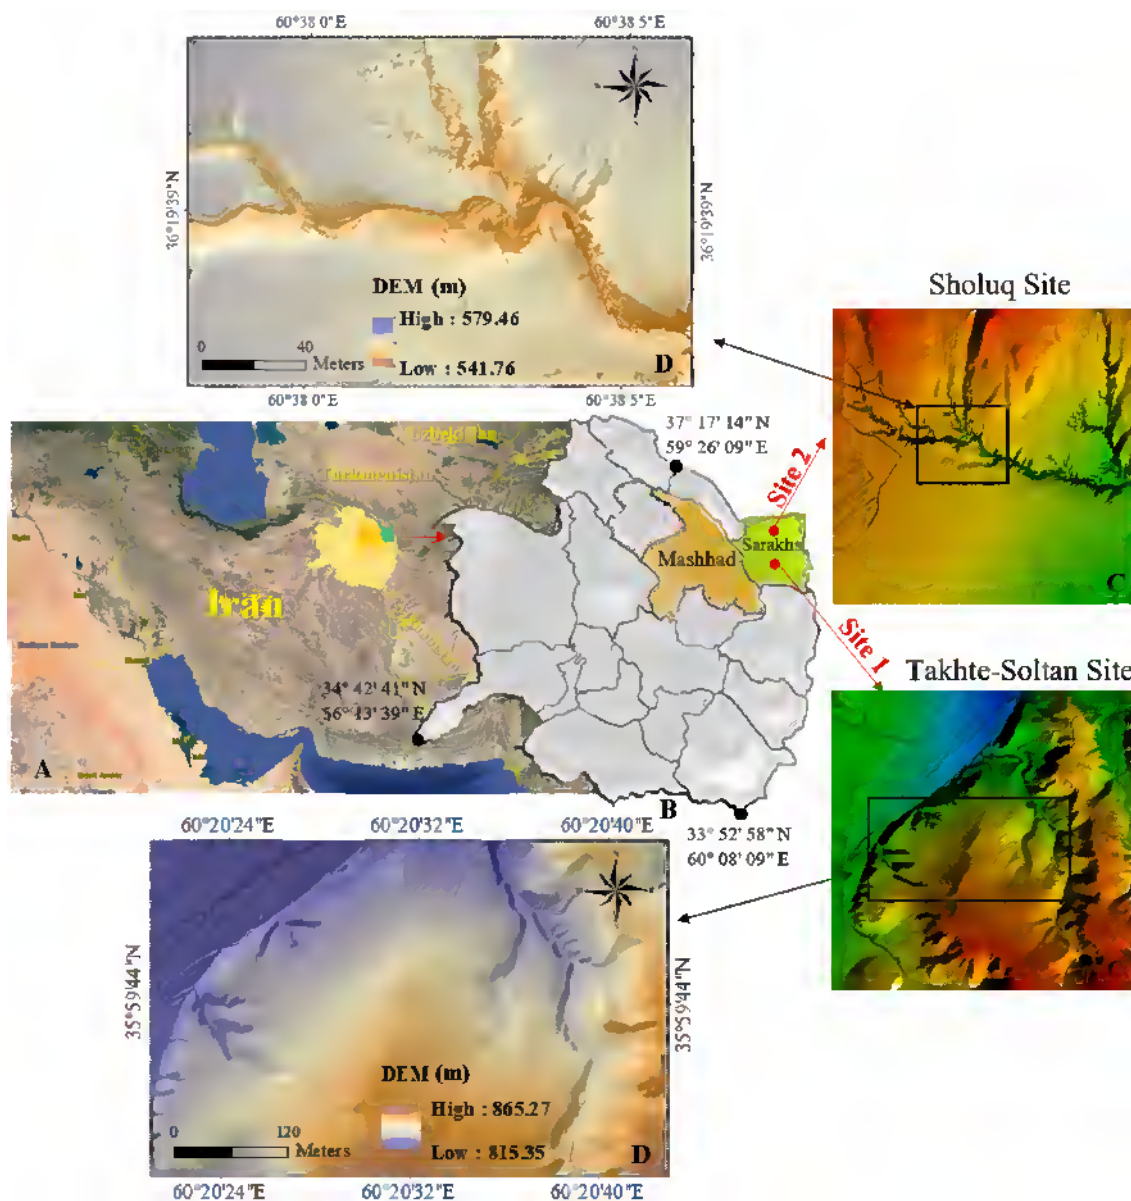 60°38 0"E
60°38 5"E
36°19'39"N
36°19'39"N
DEM (m)
High : 579.46
Low : 541.76
0
40
Meters
D
60°38 0"E
60°38 5"E
Sholuq Site
C
37° 17' 14" N
59° 26' 09" E
Site 2
Turkmenistan
Iran
Mashhad
Sarakhs
Site 1
Takhte-Soltan Site
34° 42' 41" N
56° 43' 39" E
A
B
33° 52' 58" N
60° 08' 09" E
60°20'24"E
60°20'32"E
60°20'40"E
35°59'44"N
35°59'44"N
DEM (m)
High : 865.27
Low : 815.35
0
120
Meters
D
60°20'24"E
60°20'32"E
60°20'40"E